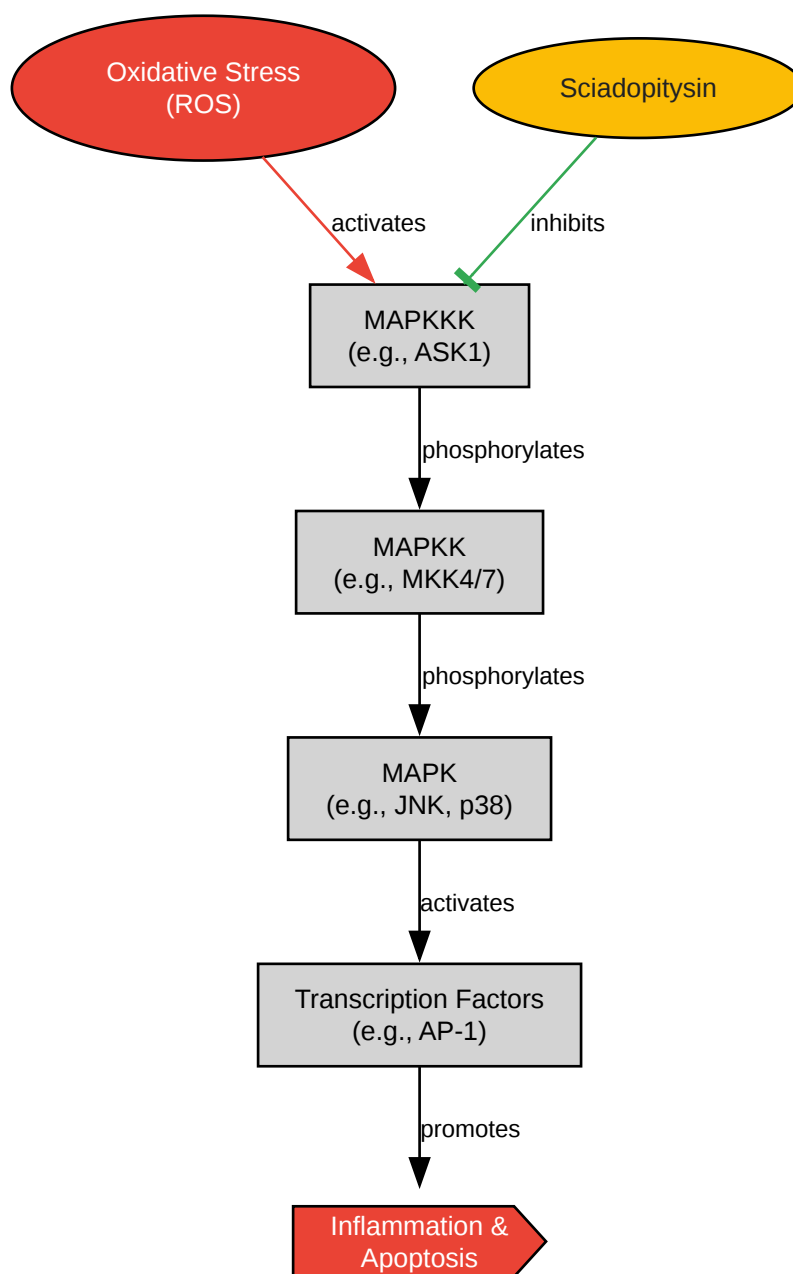 Oxidative Stress
(ROS)
Sciadopitysin
activates
inhibits
MAPKKK
(e.g., ASK1)
phosphorylates
MAPKK
(e.g., MKK4/7)
phosphorylates
MAPK
(e.g., JNK, p38)
activates
Transcription Factors
(e.g., AP-1)
promotes
Inflammation &
Apoptosis